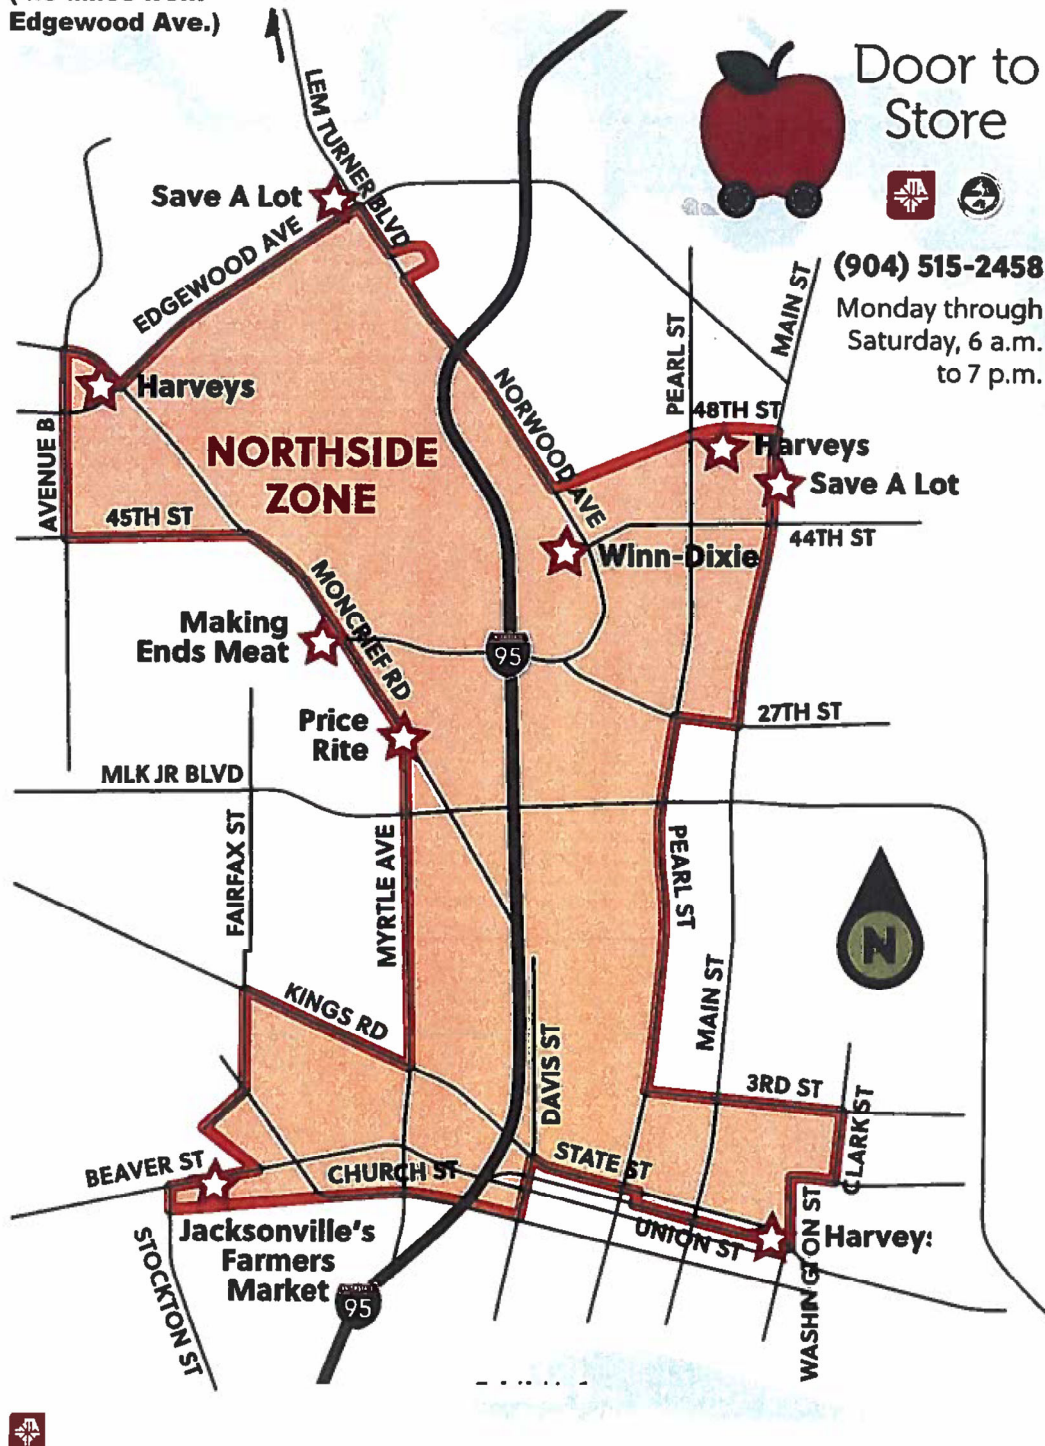 Edgewood Ave.)
Door to
Store
(904) 515-2458
Monday through
Saturday, 6 a.m.
to 7 p.m.
LEM TURNER BLVD
Save A Lot
EDGEWOOD AVE
MAIN ST
PEARL ST
Harveys
NORWOOD AVE
48TH ST
Harveys
AVENUE B
NORTHSIDE
ZONE
Save A Lot
45TH ST
44TH ST
Winn-Dixie
MONCRIEF RD
Making
Ends Meat
95
Price
Rite
27TH ST
MLK JR BLVD
FAIRFAX ST
MYRTLE AVE
PEARL ST
N
MAIN ST
KINGS RD
DAVIS ST
3RD ST
CLARK ST
BEAVER ST
CHURCH ST
STATE ST
UNION ST
WASHINGTON ST
Harveys
Jacksonville's
Farmers
Market
STOCKTON ST
95